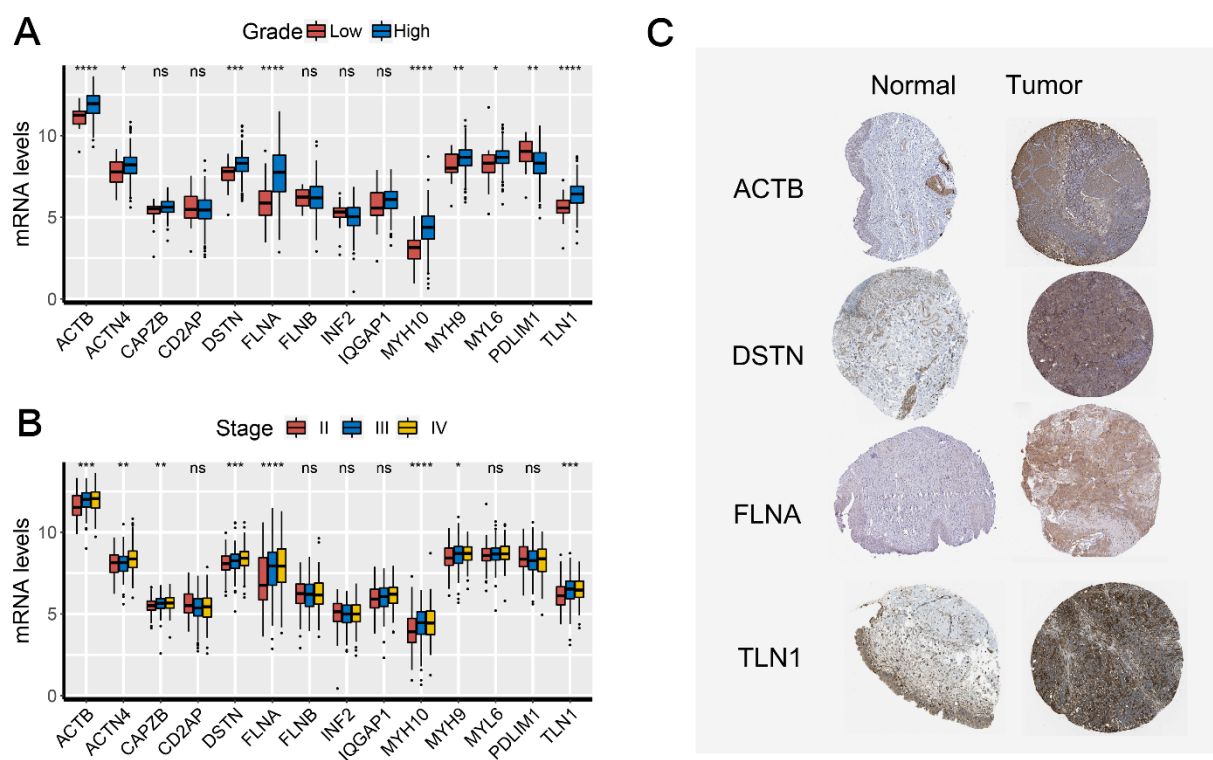 A
Grade Low High
**** * ns ns *** **** ns ns ns **** ** * ** ****
mRNA levels
10
5
0
ACTB ACTN4 CAPZB CD2AP DSTN FLNA FLNB INF2 IQGAP1 MYH10 MYH9 MYL6 PDLIM1 TLN1
B
Stage II III IV
*** ** ** ns *** **** ns ns ns **** * ns ns ***
mRNA levels
10
5
0
ACTB ACTN4 CAPZB CD2AP DSTN FLNA FLNB INF2 IQGAP1 MYH10 MYH9 MYL6 PDLIM1 TLN1
C
Normal Tumor
ACTB
DSTN
FLNA
TLN1